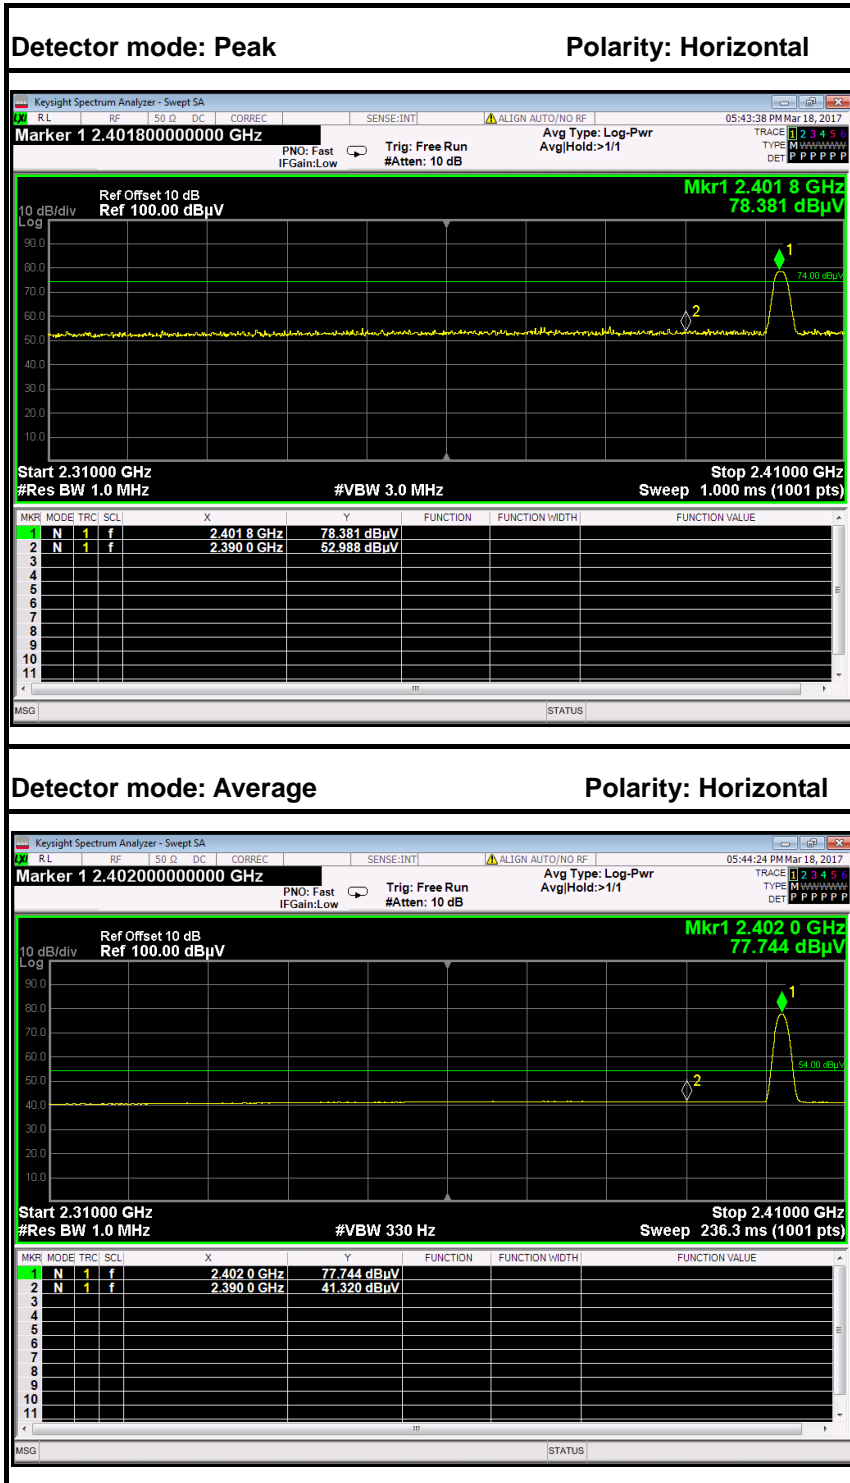 Detector mode: Peak Polarity: Horizontal
Keysight Spectrum Analyzer - Swept SA
LXI RL RF 50 Ω DC CORREC SENSE:INT ALIGN AUTO/NO RF 05:43:38 PM Mar 18, 2017
Marker 1 2.401800000000 GHz
PNO: Fast
IFGain:Low
Trig: Free Run
#Atten: 10 dB
Avg Type: Log-Pwr
Avg|Hold:>1/1
TRACE 1 2 3 4 5 6
TYPE M WWWWW
DET P P P P P P
Mkr1 2.401 8 GHz
78.381 dBµV
Ref Offset 10 dB
10 dB/div Ref 100.00 dBµV
Log
90.0
80.0
70.0
60.0
50.0
40.0
30.0
20.0
10.0
1
74.00 dBµV
2
Start 2.31000 GHz Stop 2.41000 GHz
#Res BW 1.0 MHz #VBW 3.0 MHz Sweep 1.000 ms (1001 pts)
MKR MODE TRC SCL X Y FUNCTION FUNCTION WIDTH FUNCTION VALUE
1 N 1 f 2.401 8 GHz 78.381 dBµV
2 N 1 f 2.390 0 GHz 52.988 dBµV
3
4
5
6
7
8
9
10
11
MSG STATUS
Detector mode: Average Polarity: Horizontal
Keysight Spectrum Analyzer - Swept SA
LXI RL RF 50 Ω DC CORREC SENSE:INT ALIGN AUTO/NO RF 05:44:24 PM Mar 18, 2017
Marker 1 2.402000000000 GHz
PNO: Fast
IFGain:Low
Trig: Free Run
#Atten: 10 dB
Avg Type: Log-Pwr
Avg|Hold:>1/1
TRACE 1 2 3 4 5 6
TYPE M WWWWW
DET P P P P P P
Mkr1 2.402 0 GHz
77.744 dBµV
Ref Offset 10 dB
10 dB/div Ref 100.00 dBµV
Log
90.0
80.0
70.0
60.0
50.0
40.0
30.0
20.0
10.0
1
54.00 dBµV
2
Start 2.31000 GHz Stop 2.41000 GHz
#Res BW 1.0 MHz #VBW 330 Hz Sweep 236.3 ms (1001 pts)
MKR MODE TRC SCL X Y FUNCTION FUNCTION WIDTH FUNCTION VALUE
1 N 1 f 2.402 0 GHz 77.744 dBµV
2 N 1 f 2.390 0 GHz 41.320 dBµV
3
4
5
6
7
8
9
10
11
MSG STATUS